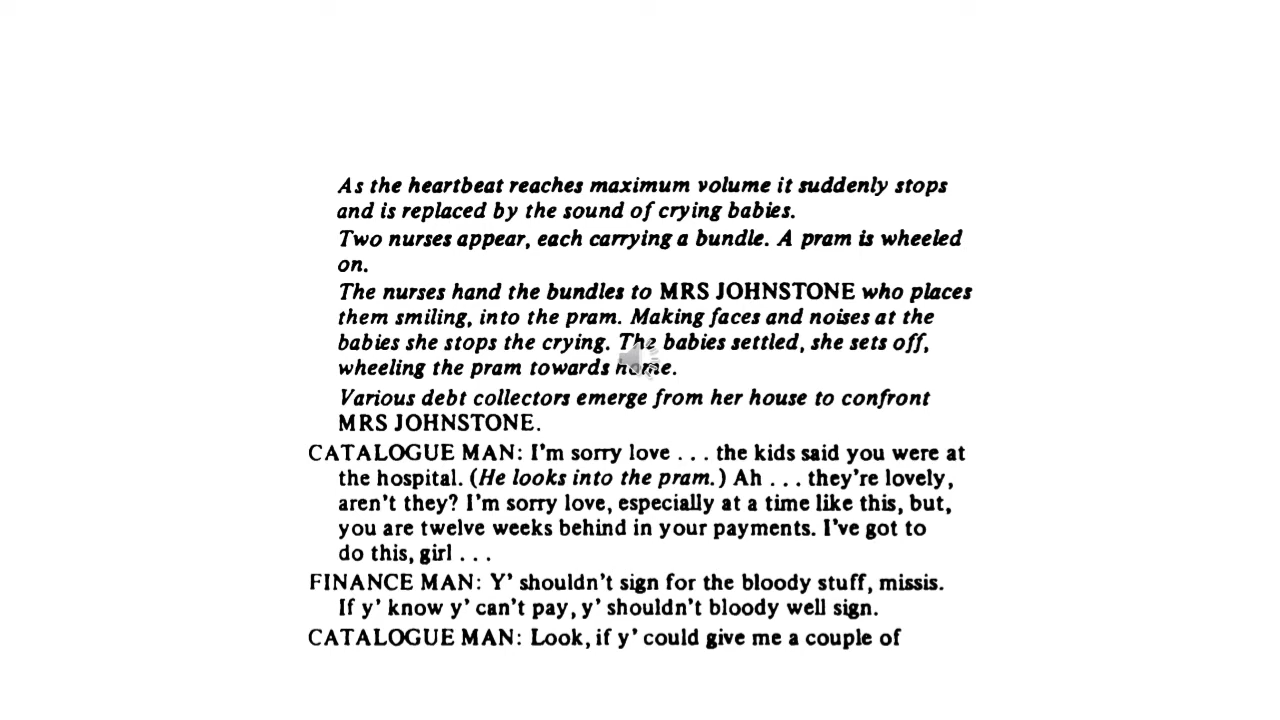 As the heartbeat reaches maximum volume it suddenly stops
and is replaced by the sound of crying babies.
Two nurses appear, each carrying a bundle. A pram is wheeled
on.
The nurses hand the bundles to MRS JOHNSTONE who places
them smiling, into the pram. Making faces and noises at the
babies she stops the crying. The babies settled, she sets off,
wheeling the pram towards home.
Various debt collectors emerge from her house to confront
MRS JOHNSTONE.
CATALOGUE MAN: I'm sorry love . . . the kids said you were at
the hospital. (He looks into the pram.) Ah . . . they're lovely,
aren't they? I'm sorry love, especially at a time like this, but,
you are twelve weeks behind in your payments. I've got to
do this, girl . . .
FINANCE MAN: Y' shouldn't sign for the bloody stuff, missis.
If y' know y' can't pay, y' shouldn't bloody well sign.
CATALOGUE MAN: Look, if y' could give me a couple of